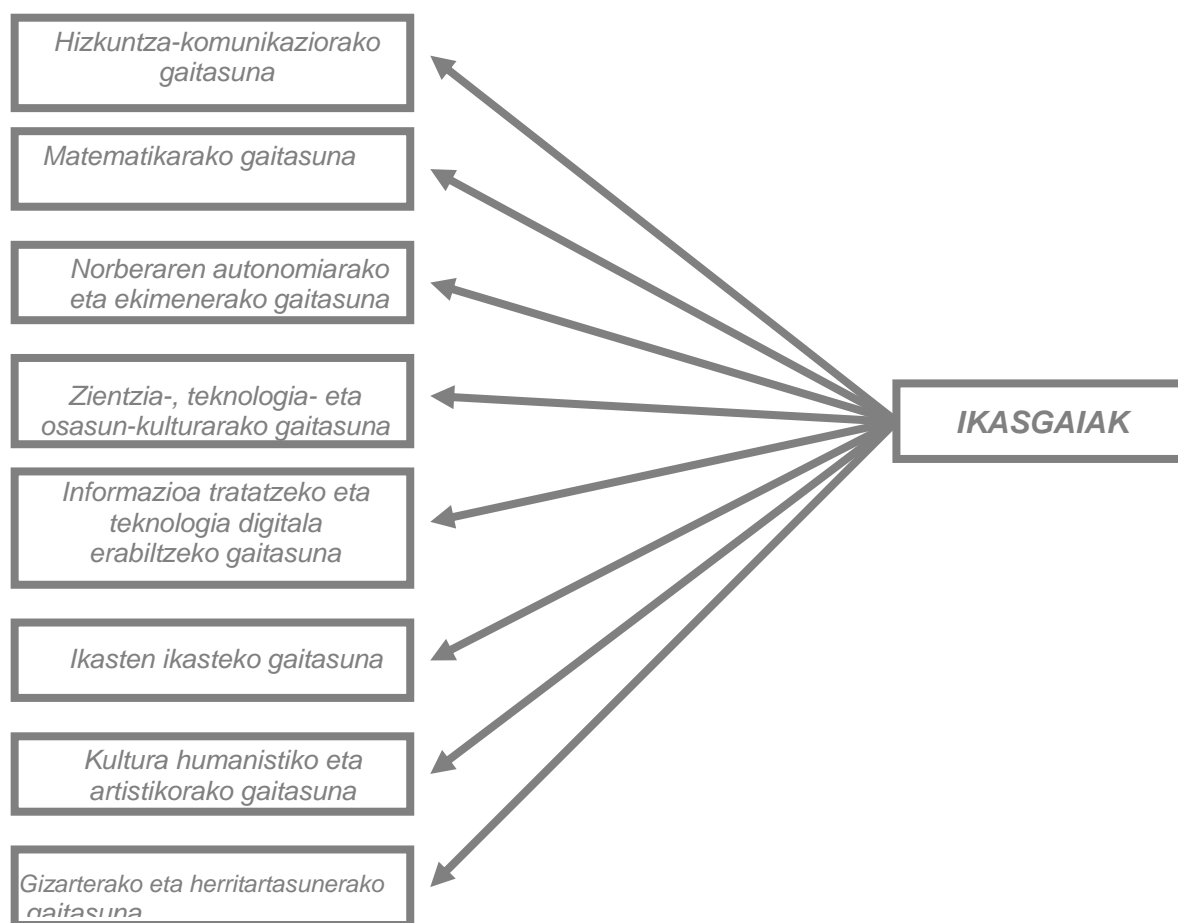 Hizkuntza-komunikaziorako
gaitasuna
Matematikarako gaitasuna
Norberaren autonomiarako
eta ekimenerako gaitasuna
Zientzia-, teknologia- eta
osasun-kulturarako gaitasuna
IKASGAIAK
Informazioa tratatzeko eta
teknologia digitala
erabiltzeko gaitasuna
Ikasten ikasteko gaitasuna
Kultura humanistiko eta
artistikorako gaitasuna
Gizarterako eta herritartasunerako
gaitasuna